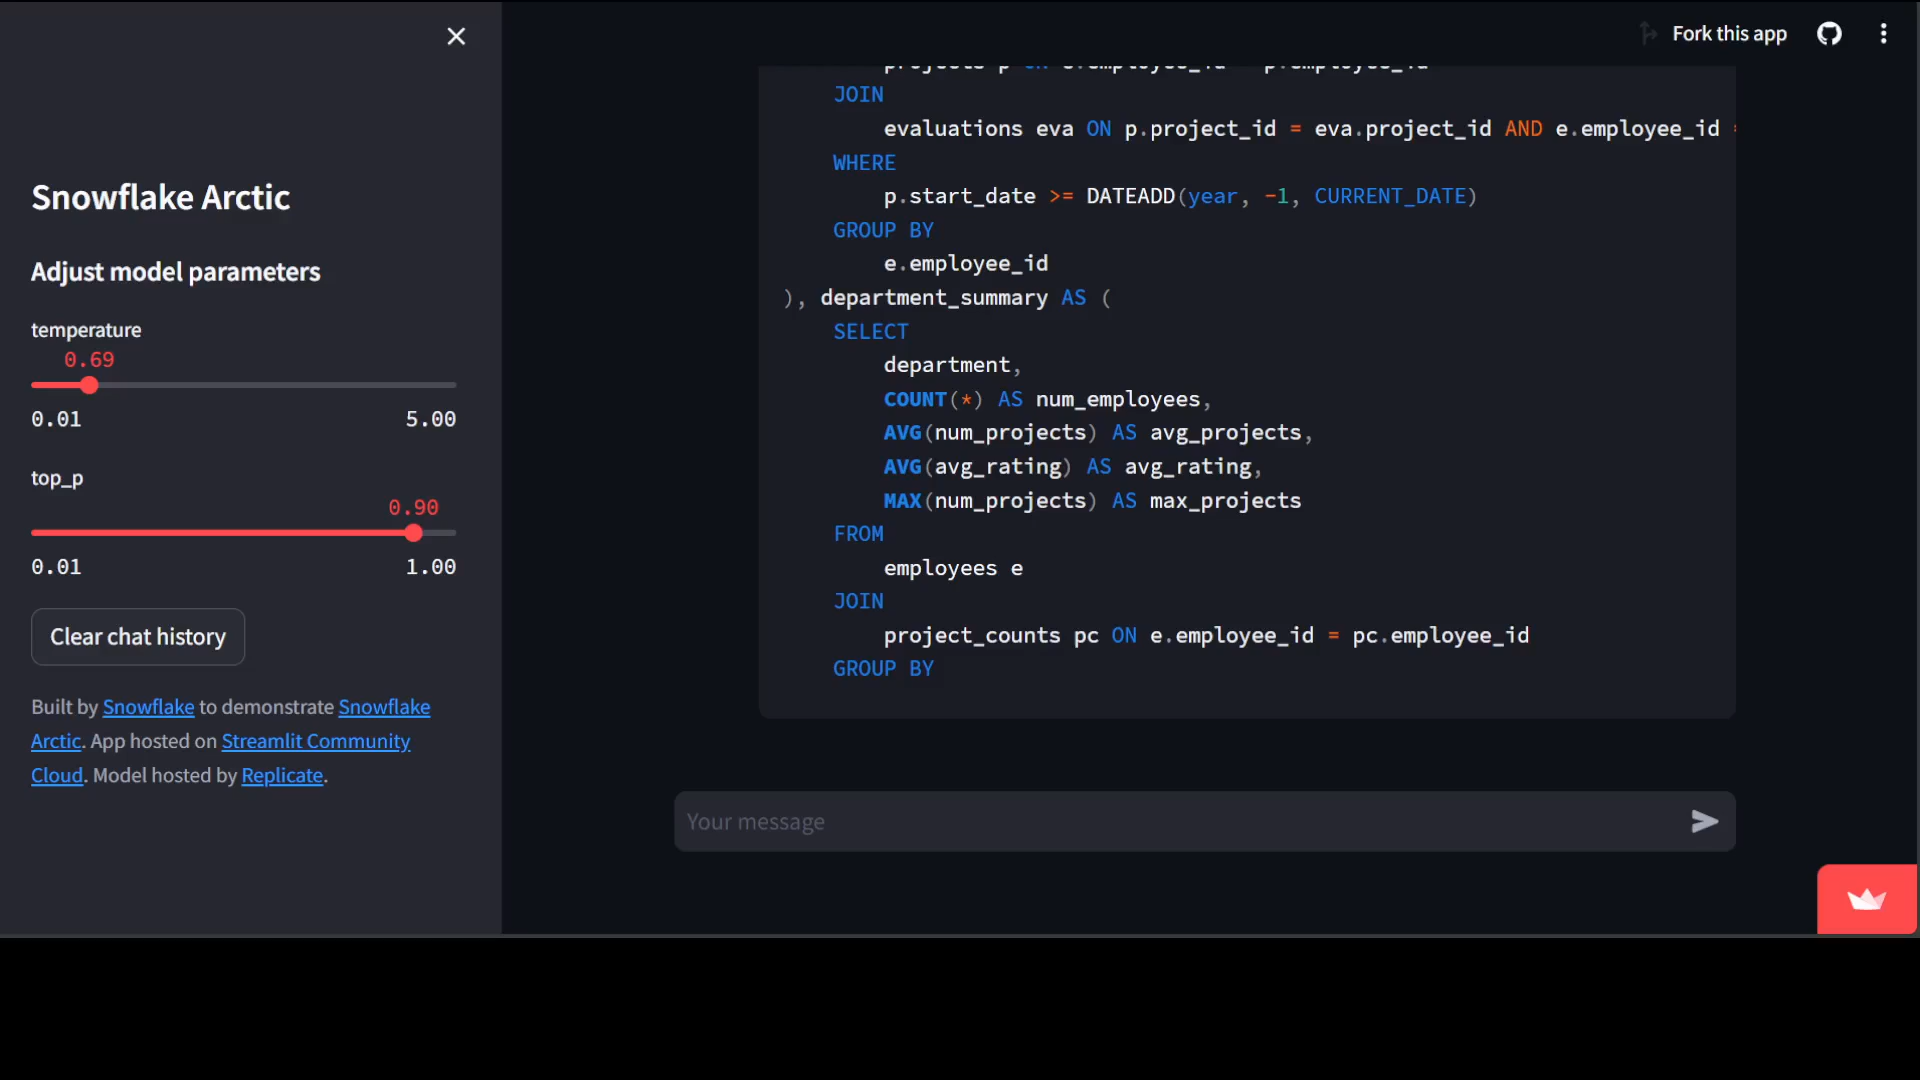 Fork this app
Snowflake Arctic
Adjust model parameters
temperature
0.69
0.01 5.00
top_p
0.90
0.01 1.00
Clear chat history
Built by Snowflake to demonstrate Snowflake
Arctic. App hosted on Streamlit Community
Cloud. Model hosted by Replicate.
projects p ON e.employee_id = p.employee_id
JOIN
evaluations eva ON p.project_id = eva.project_id AND e.employee_id
WHERE
p.start_date >= DATEADD(year, -1, CURRENT_DATE)
GROUP BY
e.employee_id
), department_summary AS (
SELECT
department,
COUNT(*) AS num_employees,
AVG(num_projects) AS avg_projects,
AVG(avg_rating) AS avg_rating,
MAX(num_projects) AS max_projects
FROM
employees e
JOIN
project_counts pc ON e.employee_id = pc.employee_id
GROUP BY
Your message